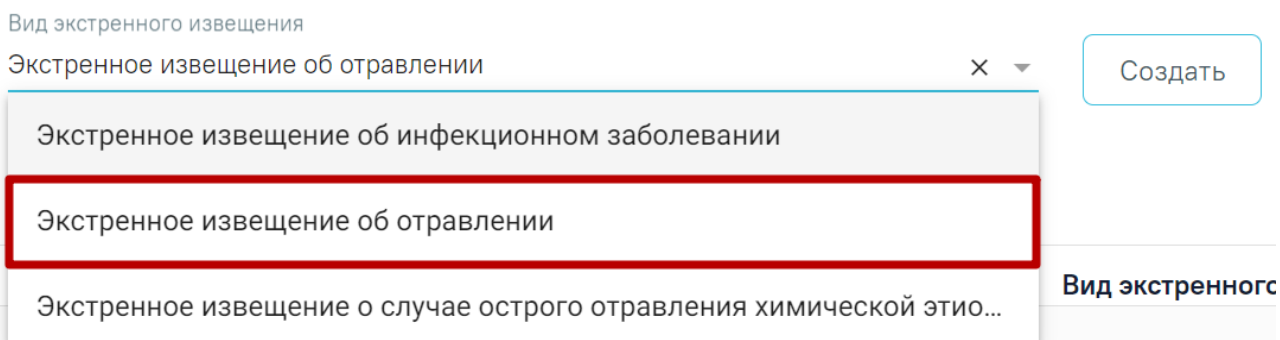 Вид экстренного извещения
Экстренное извещение об отравлении
Создать
Экстренное извещение об инфекционном заболевании
Экстренное извещение об отравлении
Экстренное извещение о случае острого отравления химической этио...
Вид экстренного